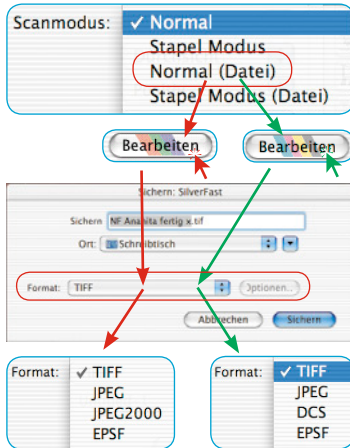 Scanmodus: ✓ Normal
Stapel Modus
Normal (Datei)
Stapel Modus (Datei)
Bearbeiten Bearbeiten
Sichern: SilverFast
Sichern NF Anahita fertig x.tif
Ort: Schreibtisch
Format: TIFF Optionen...
Abbrechen Sichern
Format: ✓ TIFF
JPEG
JPEG2000
EPSF
Format: ✓ TIFF
JPEG
DCS
EPSF